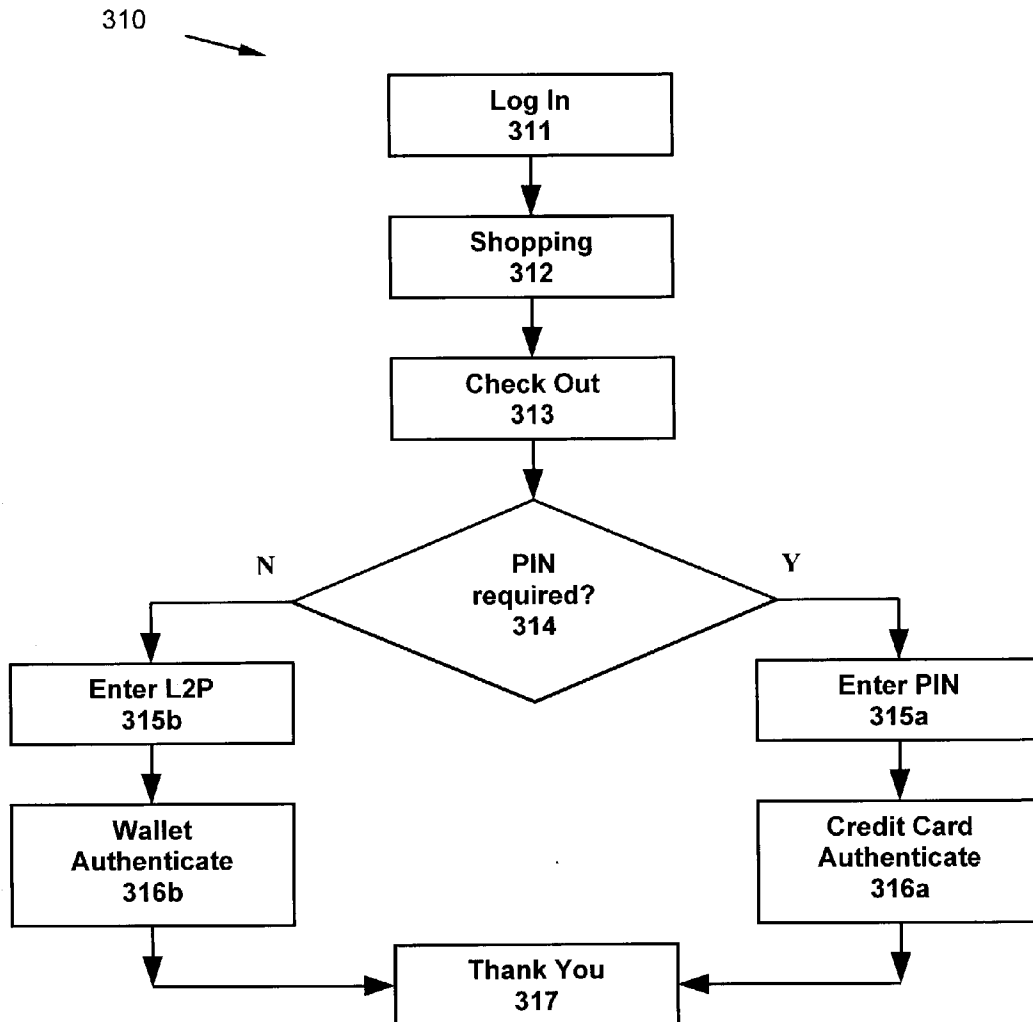 310
Log In
311
Shopping
312
Check Out
313
N
PIN
required?
314
Y
Enter L2P
315b
Enter PIN
315a
Wallet
Authenticate
316b
Credit Card
Authenticate
316a
Thank You
317